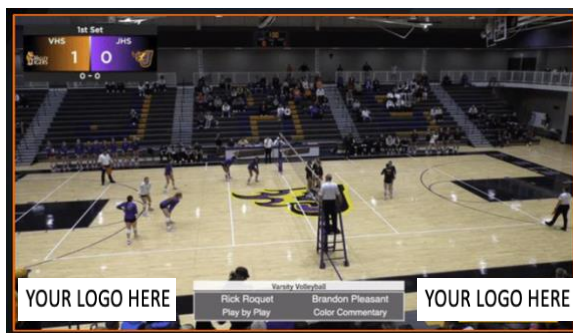 1st Set
VHS JHS
1 0
0 - 0
YOUR LOGO HERE
Varsity Volleyball
Rick Roquet Brandon Pleasant
Play by Play Color Commentary
YOUR LOGO HERE